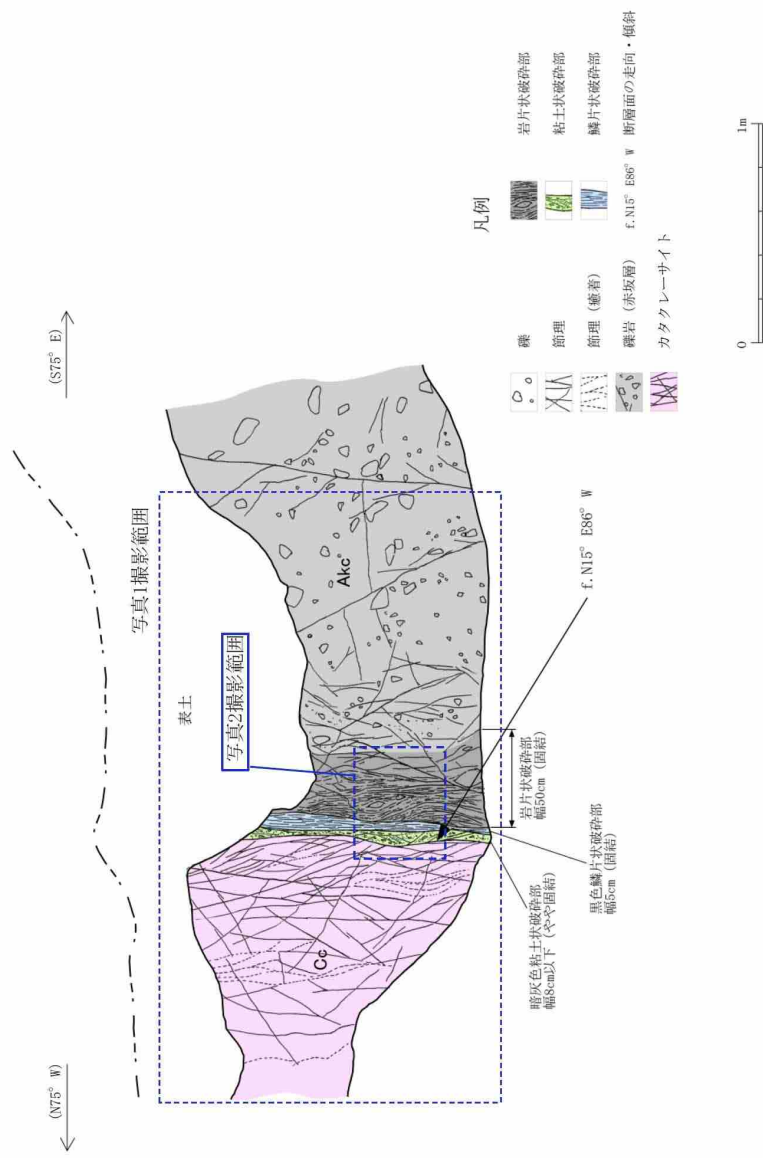 (N75° W)
(S75° E)
写真1撮影範囲
表土
写真2撮影範囲
Akc
Cc
f.N15° E86° W
岩片状破砕部
幅50cm（固結）
黒色鱗片状破砕部
幅5cm（固結）
暗灰色粘土状破砕部
幅8cm以下（やや固結）
凡例
礫
節理
節理（癒着）
礫岩（赤坂層）
カタクレーサイト
岩片状破砕部
粘土状破砕部
鱗片状破砕部
f.N15° E86° W 断層面の走向・傾斜
0
1m